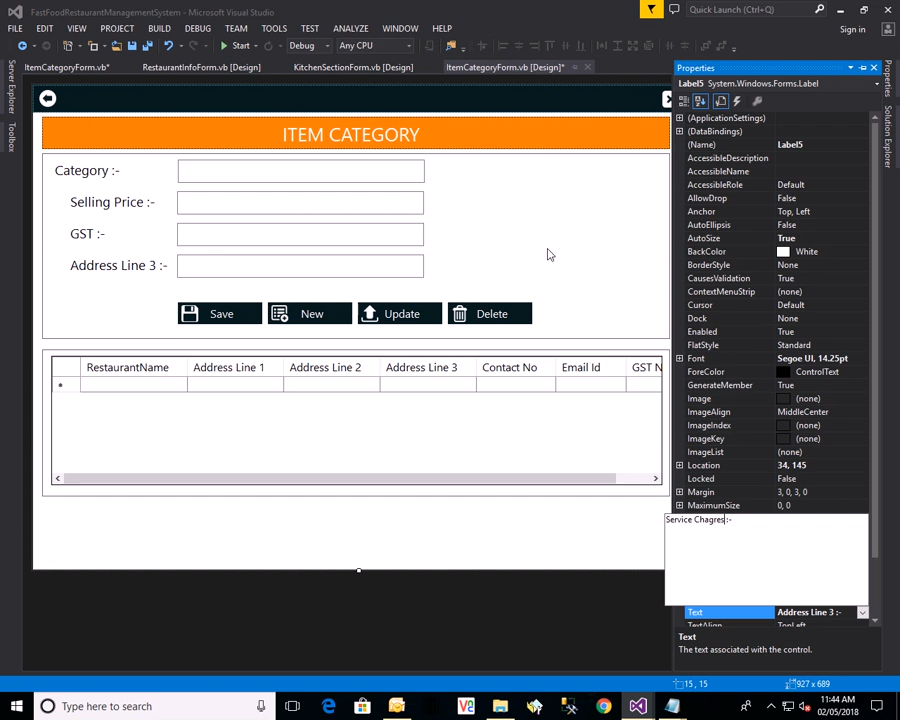 FastFoodRestaurantManagementSystem - Microsoft Visual Studio
Quick Launch (Ctrl+Q)
FILE EDIT VIEW PROJECT BUILD DEBUG TEAM TOOLS TEST ANALYZE WINDOW HELP
Sign in
Start Debug Any CPU
ItemCategoryForm.vb* RestaurantInfoForm.vb [Design] KitchenSectionForm.vb [Design] ItemCategoryForm.vb [Design]*
Server Explorer
Toolbox
ITEM CATEGORY
Category :-
Selling Price :-
GST :-
Address Line 3 :-
Save New Update Delete
RestaurantName Address Line 1 Address Line 2 Address Line 3 Contact No Email Id GST N
Properties
Label5 System.Windows.Forms.Label
(ApplicationSettings)
(DataBindings)
(Name) Label5
AccessibleDescription
AccessibleName
AccessibleRole Default
AllowDrop False
Anchor Top, Left
AutoEllipsis False
AutoSize True
BackColor White
BorderStyle None
CausesValidation True
ContextMenuStrip (none)
Cursor Default
Dock None
Enabled True
FlatStyle Standard
Font Segoe UI, 14.25pt
ForeColor ControlText
GenerateMember True
Image (none)
ImageAlign MiddleCenter
ImageIndex (none)
ImageKey (none)
ImageList (none)
Location 34, 145
Locked False
Margin 3, 0, 3, 0
MaximumSize 0, 0
Service Chagres:-
Text Address Line 3 :-
TextAlign TopLeft
Text
The text associated with the control.
Properties
Solution Explorer
15 , 15 927 x 689
Type here to search
11:44 AM
02/05/2018